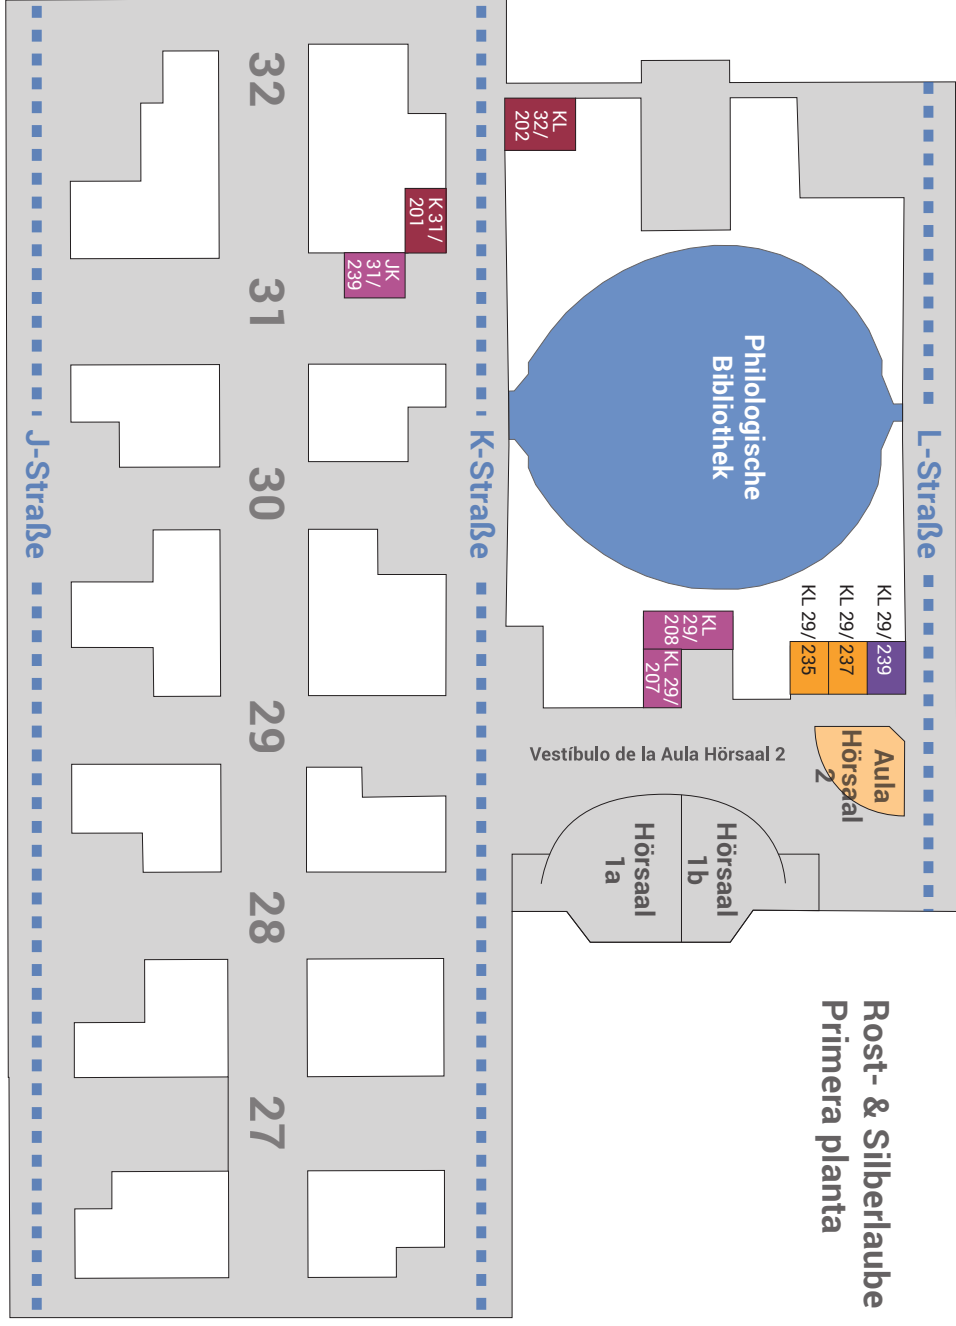 Rost- & Silberlaube
Primera planta
L-Straße
K-Straße
J-Straße
32
31
30
29
28
27
KL
32/
202
K 31/
201
JK
31/
239
Philologische
Bibliothek
KL 29/239
KL 29/237
KL 29/235
KL
29/
208
KL 29/
207
Aula
Hörsaal
2
Vestíbulo de la Aula Hörsaal 2
Hörsaal
1b
Hörsaal
1a